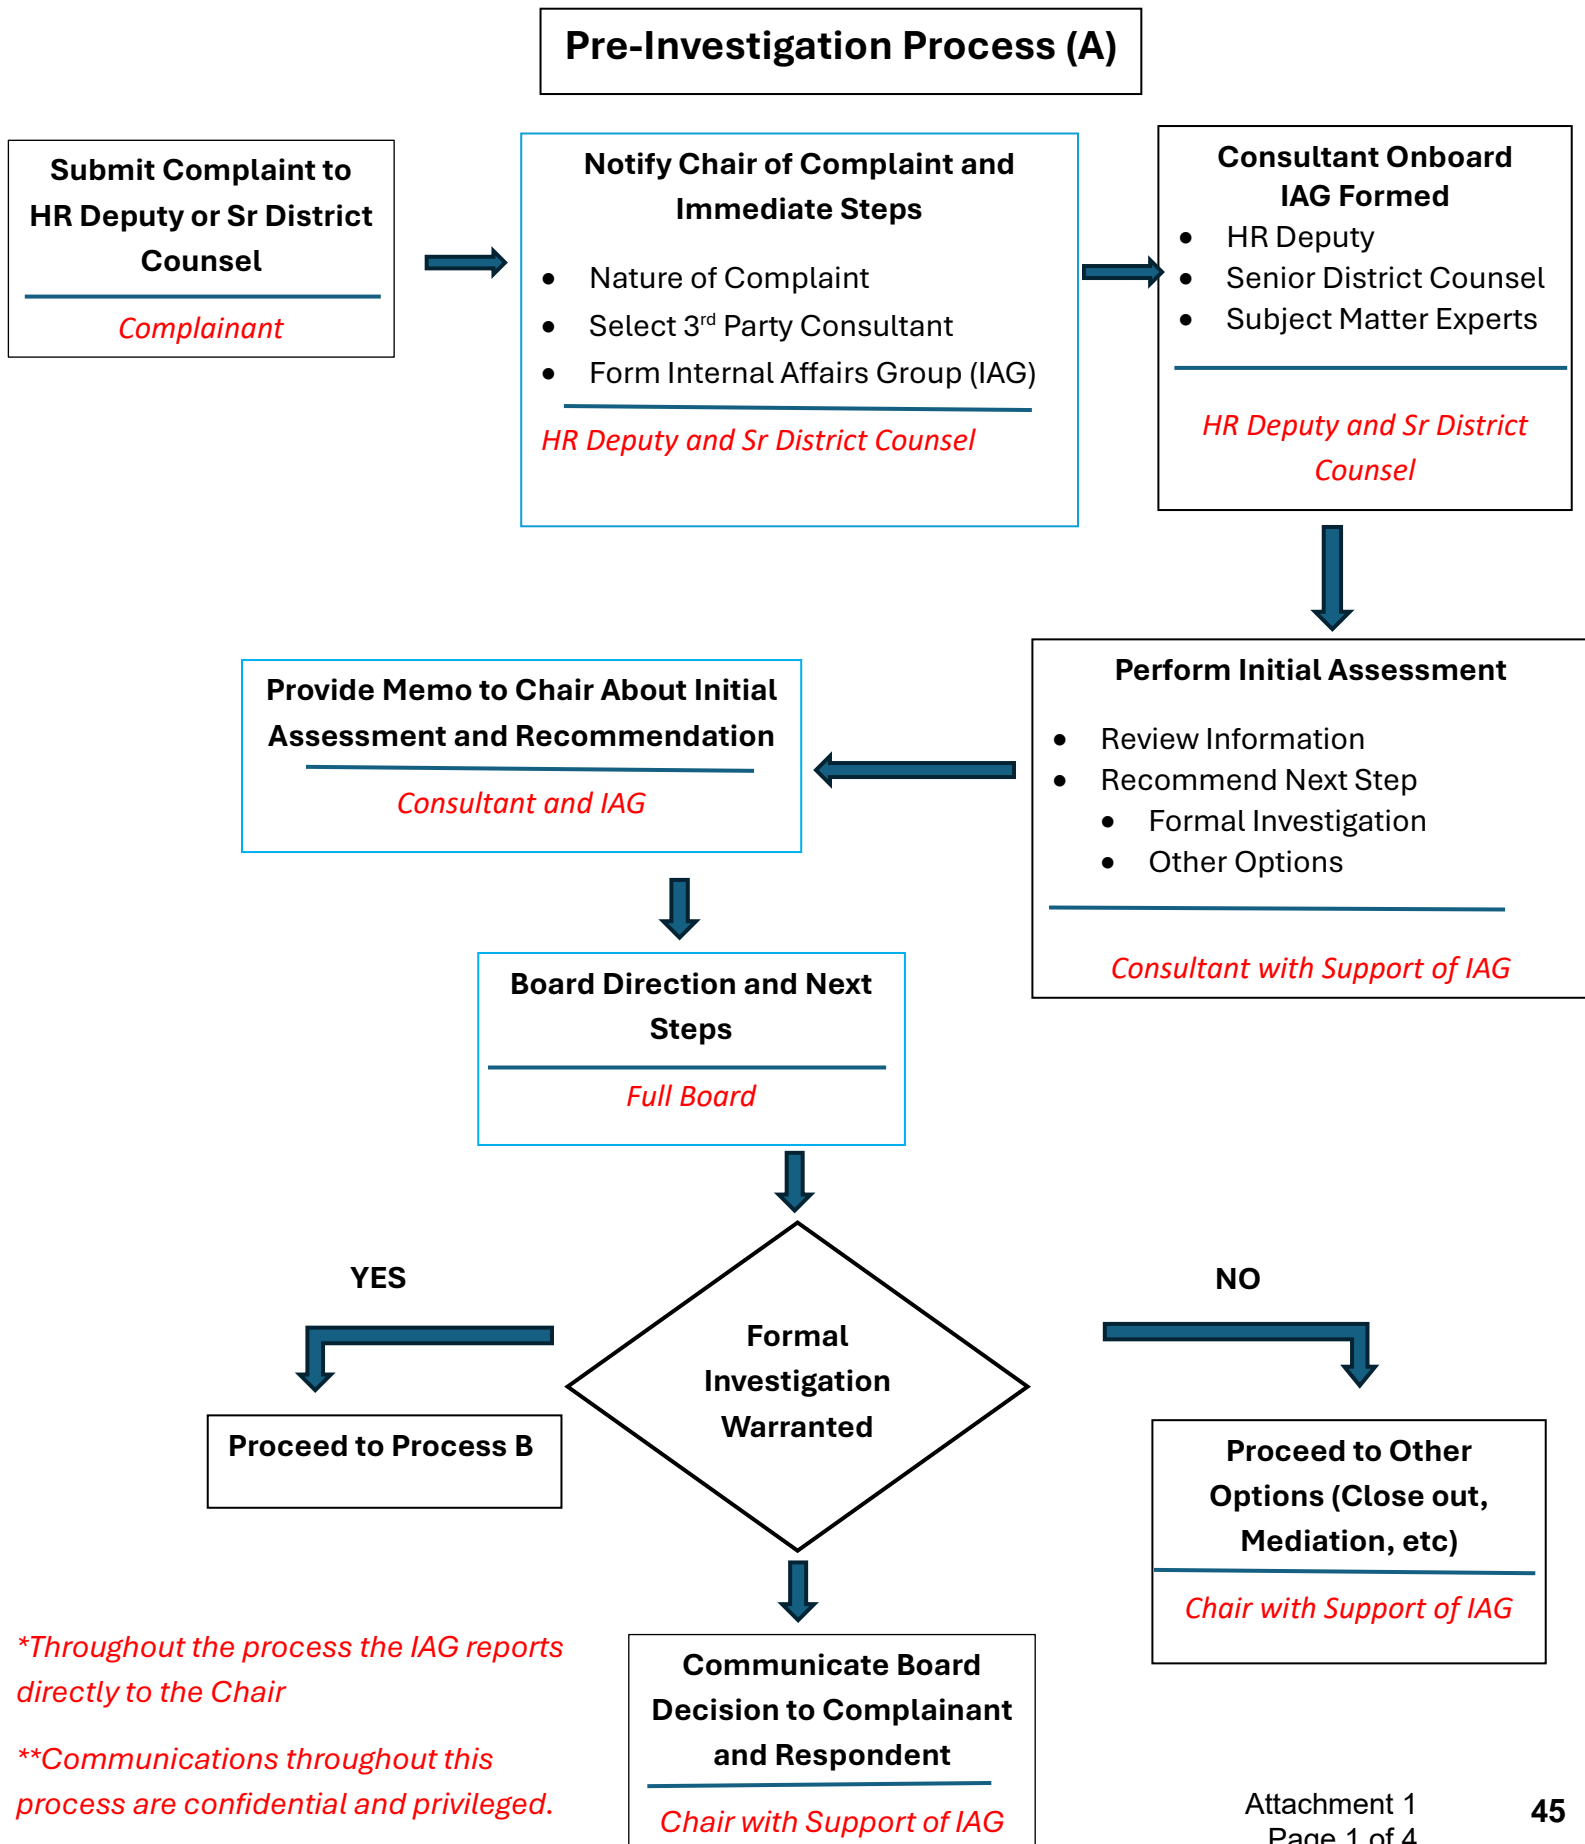 Pre-Investigation Process (A)
Submit Complaint to
HR Deputy or Sr District
Counsel
Complainant
Notify Chair of Complaint and
Immediate Steps
• Nature of Complaint
• Select 3rd Party Consultant
• Form Internal Affairs Group (IAG)
HR Deputy and Sr District Counsel
Consultant Onboard
IAG Formed
• HR Deputy
• Senior District Counsel
• Subject Matter Experts
HR Deputy and Sr District
Counsel
Perform Initial Assessment
• Review Information
• Recommend Next Step
• Formal Investigation
• Other Options
Consultant with Support of IAG
Provide Memo to Chair About Initial
Assessment and Recommendation
Consultant and IAG
Board Direction and Next
Steps
Full Board
YES
NO
Formal
Investigation
Warranted
Proceed to Process B
Proceed to Other
Options (Close out,
Mediation, etc)
Chair with Support of IAG
Communicate Board
Decision to Complainant
and Respondent
Chair with Support of IAG
*Throughout the process the IAG reports
directly to the Chair
**Communications throughout this
process are confidential and privileged.
Attachment 1
Page 1 of 4
45